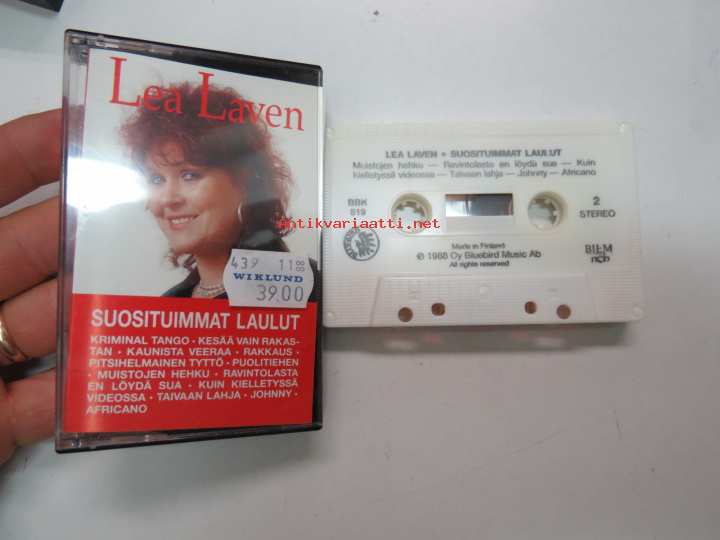 Lea Laven
439 1188
WIKLUND
39.00
SUOSITUIMMAT LAULUT
KRIMINAL TANGO · KESÄÄ VAIN RAKAS-
TAN · KAUNISTA VEERAA · RAKKAUS ·
PITSIHELMAINEN TYTTÖ · PUOLITIEHEN
· MUISTOJEN HEHKU · RAVINTOLASTA
EN LÖYDÄ SUA · KUIN KIELLETYSSÄ
VIDEOSSA · TAIVAAN LAHJA · JOHNNY ·
AFRICANO
LEA LAVEN • SUOSITUIMMAT LAULUT
Muistojen hehku — Ravintolasta en löydä sua — Kuin
kielletyssä videossa — Taivaan lahja — Johnny — Africano
BBK
519
2
STEREO
Made in Finland
℗ 1988 Oy Bluebird Music Ab
All rights reserved
BIEM
ncb
antikvariaatti.net